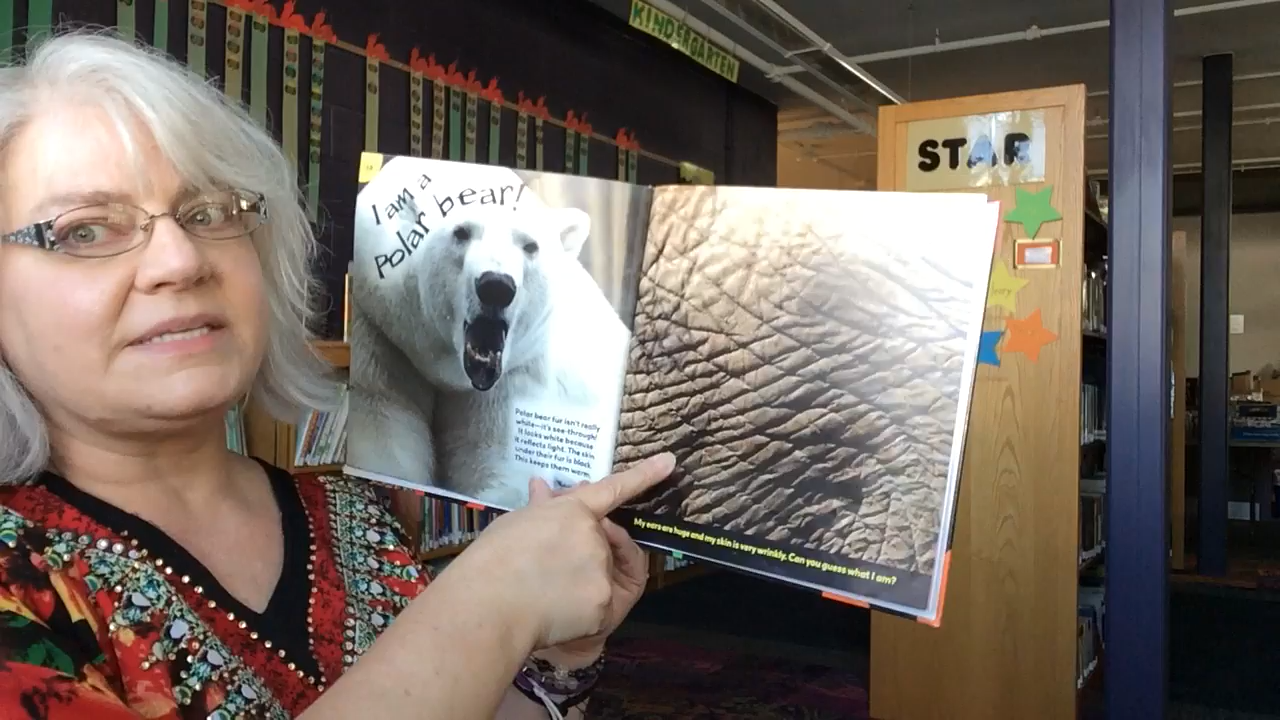 KINDERGARTEN
STAR
I am a
Polar bear!
Polar bear fur isn't really
white—it's see-through!
It looks white because
it reflects light. The skin
under their fur is black.
This keeps them warm.
My ears are huge and my skin is very wrinkly. Can you guess what I am?